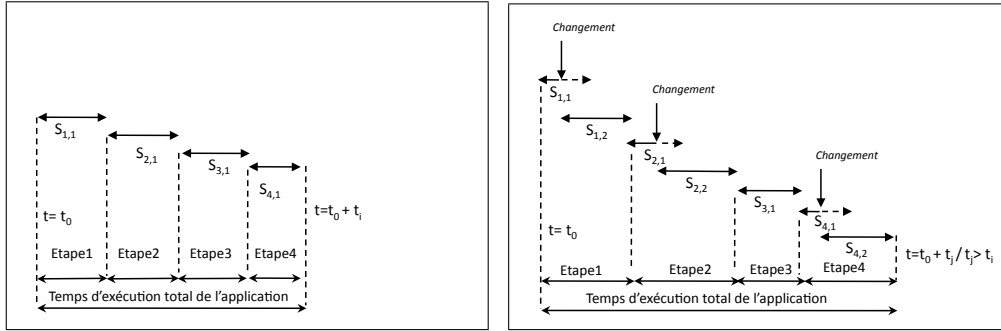 S1,1
S2,1
S3,1
S4,1
t= t0
t=t0 + ti
Etape1 Etape2 Etape3 Etape4
Temps d’exécution total de l’application
Changement
S1,1
Changement
S1,2
S2,1
Changement
S2,2
S3,1
S4,1
t= t0
S4,2
t=t0 + tj / tj> ti
Etape1 Etape2 Etape3 Etape4
Temps d’exécution total de l’application